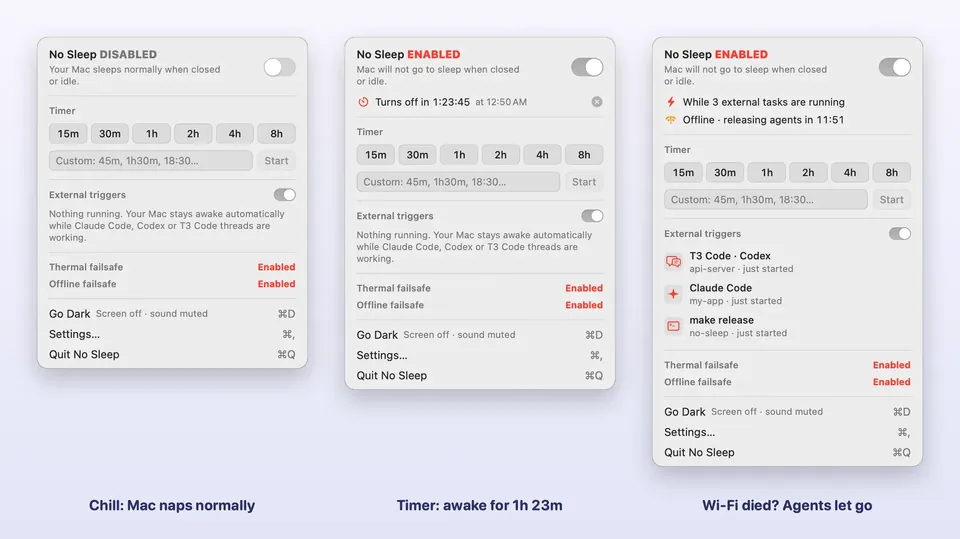 No Sleep DISABLED
Your Mac sleeps normally when closed
or idle.
Timer
15m 30m 1h 2h 4h 8h
Custom: 45m, 1h30m, 18:30... Start
External triggers
Nothing running. Your Mac stays awake automatically
while Claude Code, Codex or T3 Code threads are
working.
Thermal failsafe Enabled
Offline failsafe Enabled
Go Dark Screen off · sound muted ⌘D
Settings... ⌘,
Quit No Sleep ⌘Q
Chill: Mac naps normally
No Sleep ENABLED
Mac will not go to sleep when closed
or idle.
Turns off in 1:23:45 at 12:50 AM
Timer
15m 30m 1h 2h 4h 8h
Custom: 45m, 1h30m, 18:30... Start
External triggers
Nothing running. Your Mac stays awake automatically
while Claude Code, Codex or T3 Code threads are
working.
Thermal failsafe Enabled
Offline failsafe Enabled
Go Dark Screen off · sound muted ⌘D
Settings... ⌘,
Quit No Sleep ⌘Q
Timer: awake for 1h 23m
No Sleep ENABLED
Mac will not go to sleep when closed
or idle.
While 3 external tasks are running
Offline · releasing agents in 11:51
Timer
15m 30m 1h 2h 4h 8h
Custom: 45m, 1h30m, 18:30... Start
External triggers
T3 Code · Codex
api-server · just started
Claude Code
my-app · just started
make release
no-sleep · just started
Thermal failsafe Enabled
Offline failsafe Enabled
Go Dark Screen off · sound muted ⌘D
Settings... ⌘,
Quit No Sleep ⌘Q
Wi-Fi died? Agents let go